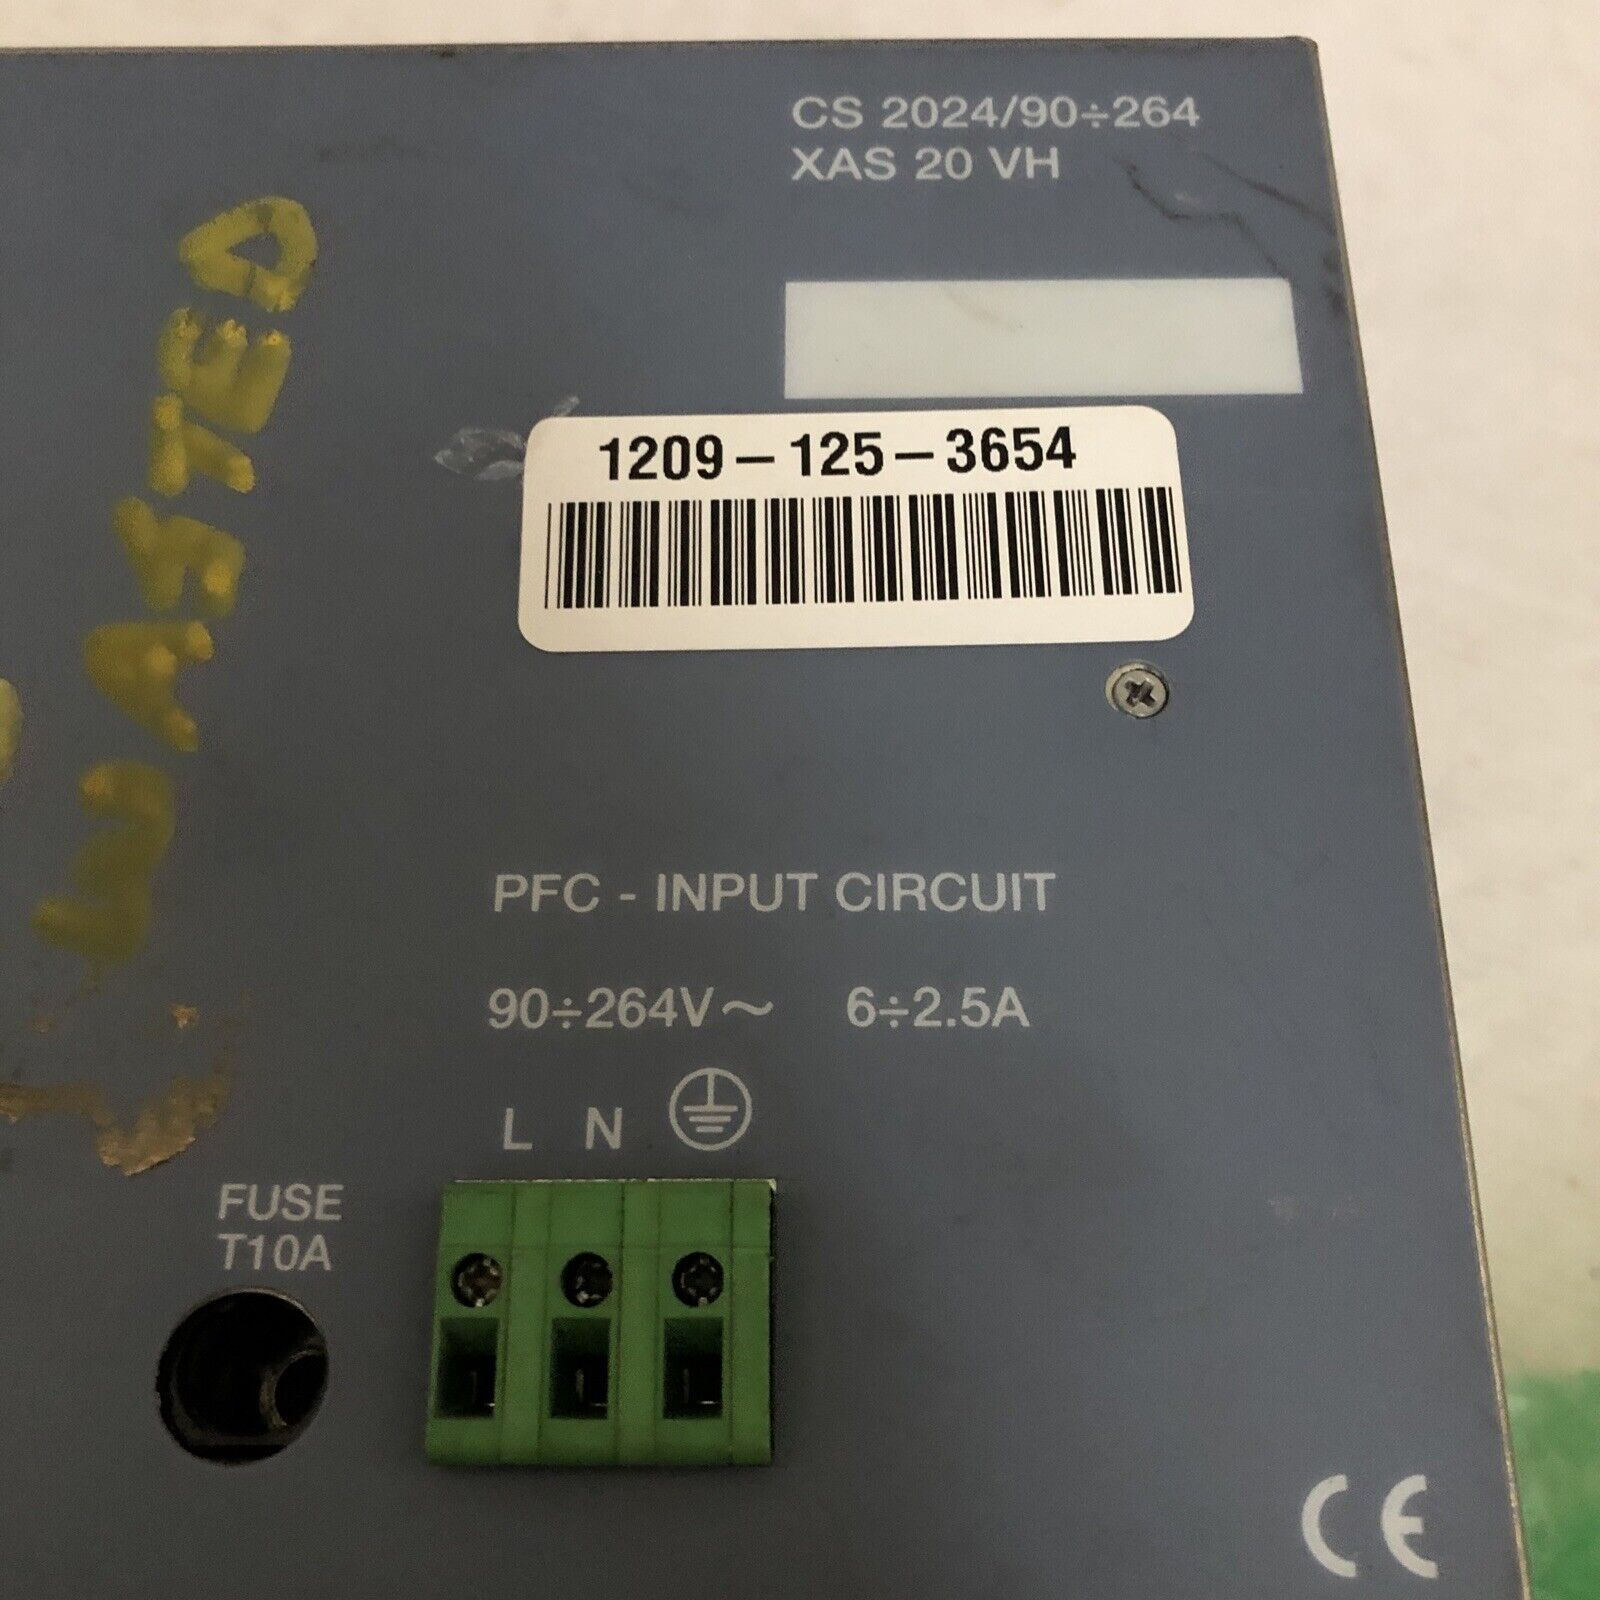 CS 2024/90÷264
XAS 20 VH
1209-125-3654
WASTED
PFC - INPUT CIRCUIT
90÷264V~ 6÷2.5A
L N
FUSE
T10A
CE